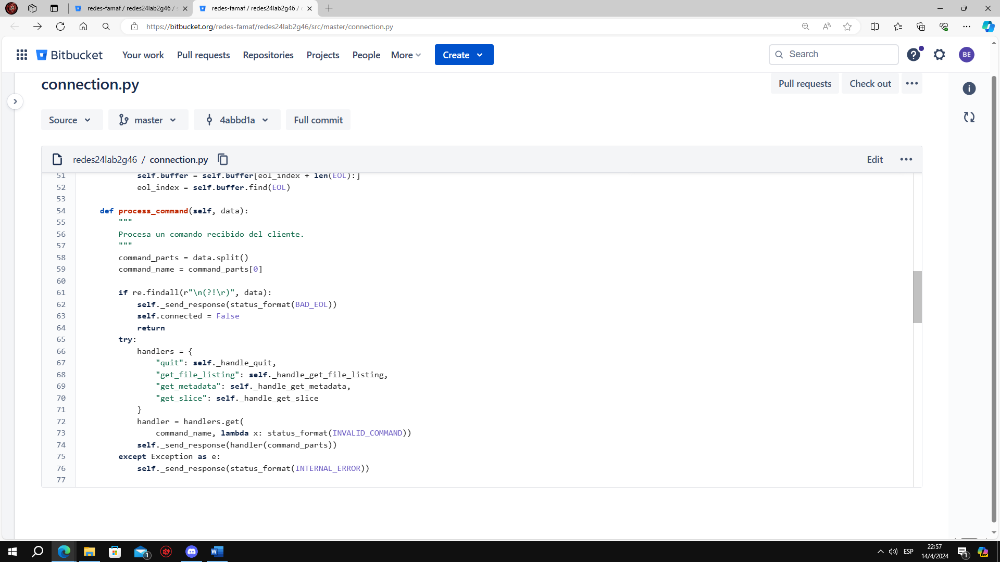 redes-famaf / redes24lab2g46 /
redes-famaf / redes24lab2g46 /
https://bitbucket.org/redes-famaf/redes24lab2g46/src/master/connection.py
Bitbucket
Your work
Pull requests
Repositories
Projects
People
More
Create
Search
BE
connection.py
Pull requests
Check out
Source
master
4abbd1a
Full commit
redes24lab2g46 / connection.py
Edit
51 self.buffer = self.buffer[eol_index + len(EOL):]
52 eol_index = self.buffer.find(EOL)
53
54 def process_command(self, data):
55 """
56 Procesa un comando recibido del cliente.
57 """
58 command_parts = data.split()
59 command_name = command_parts[0]
60
61 if re.findall(r"\n(?!\r)", data):
62 self._send_response(status_format(BAD_EOL))
63 self.connected = False
64 return
65 try:
66 handlers = {
67 "quit": self._handle_quit,
68 "get_file_listing": self._handle_get_file_listing,
69 "get_metadata": self._handle_get_metadata,
70 "get_slice": self._handle_get_slice
71 }
72 handler = handlers.get(
73 command_name, lambda x: status_format(INVALID_COMMAND))
74 self._send_response(handler(command_parts))
75 except Exception as e:
76 self._send_response(status_format(INTERNAL_ERROR))
77
1
ESP
22:57
14/4/2024
1